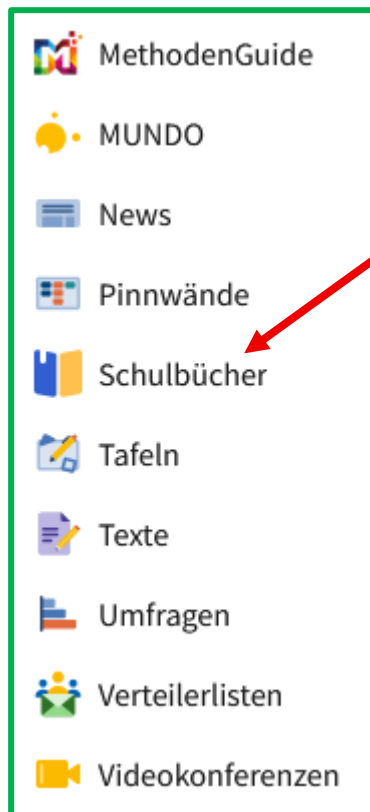 MethodenGuide
MUNDO
News
Pinnwände
Schulbücher
Tafeln
Texte
Umfragen
Verteilerlisten
Videokonferenzen